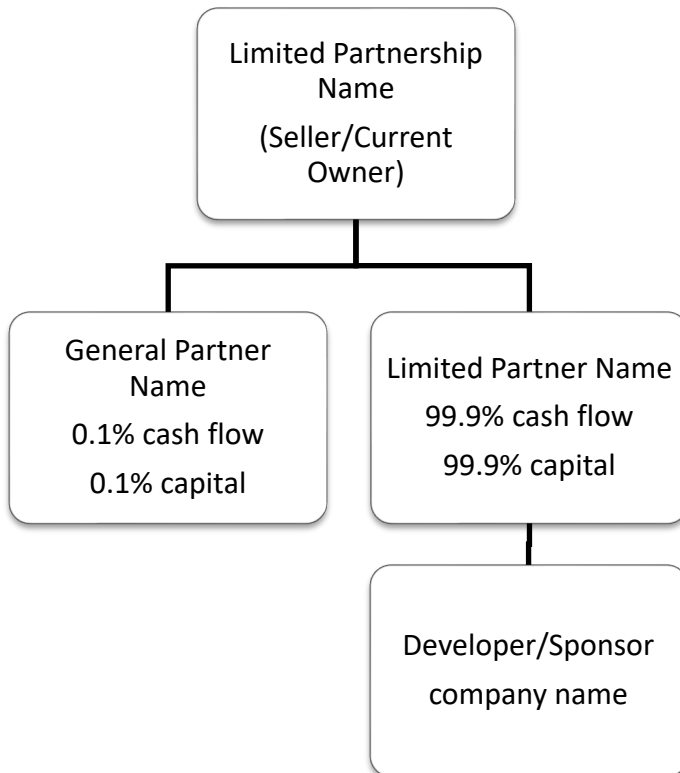 Limited Partnership
Name
(Seller/Current
Owner)
General Partner
Name
0.1% cash flow
0.1% capital
Limited Partner Name
99.9% cash flow
99.9% capital
Developer/Sponsor
company name